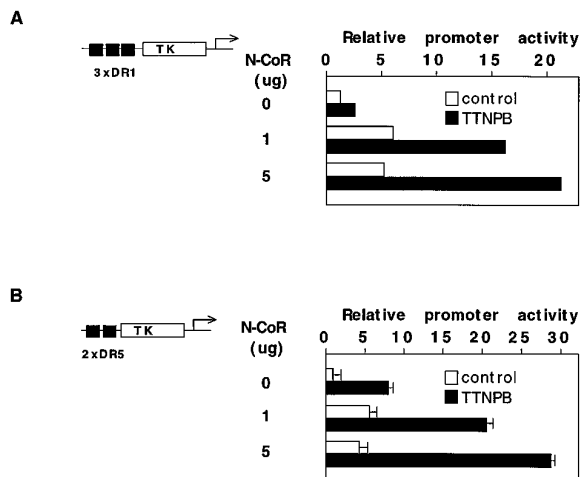 A
TK
3xDR1
N-CoR
(ug)
0
1
5
Relative promoter activity
0 5 10 15 20
control
TTNPB
B
TK
2xDR5
N-CoR
(ug)
0
1
5
Relative promoter activity
0 5 10 15 20 25 30
control
TTNPB